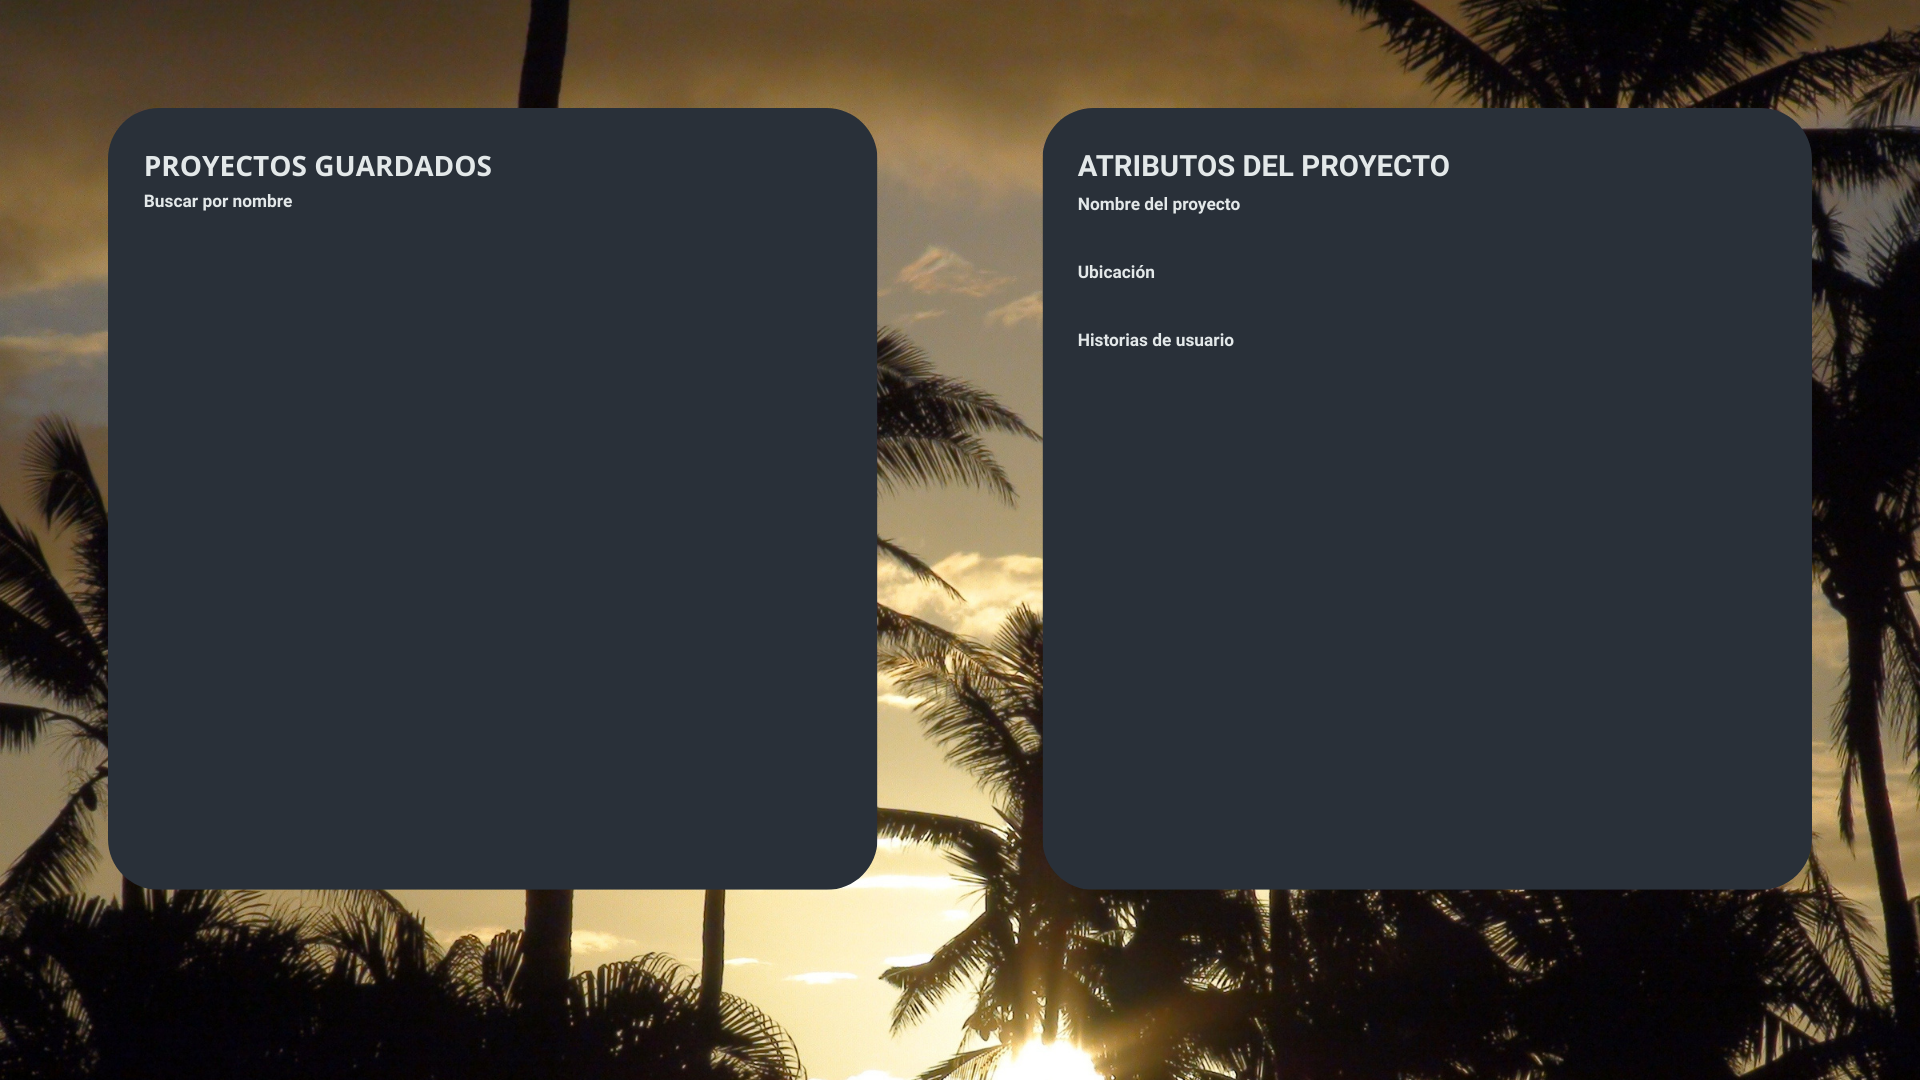 PROYECTOS GUARDADOS
Buscar por nombre
ATRIBUTOS DEL PROYECTO
Nombre del proyecto
Ubicación
Historias de usuario